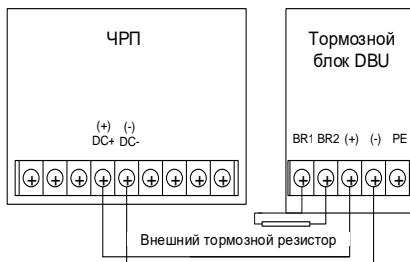 ЧРП
(+) (-)
DC+ DC-
Тормозной
блок DBU
BR1 BR2 (+) (-) PE
Внешний тормозной резистор